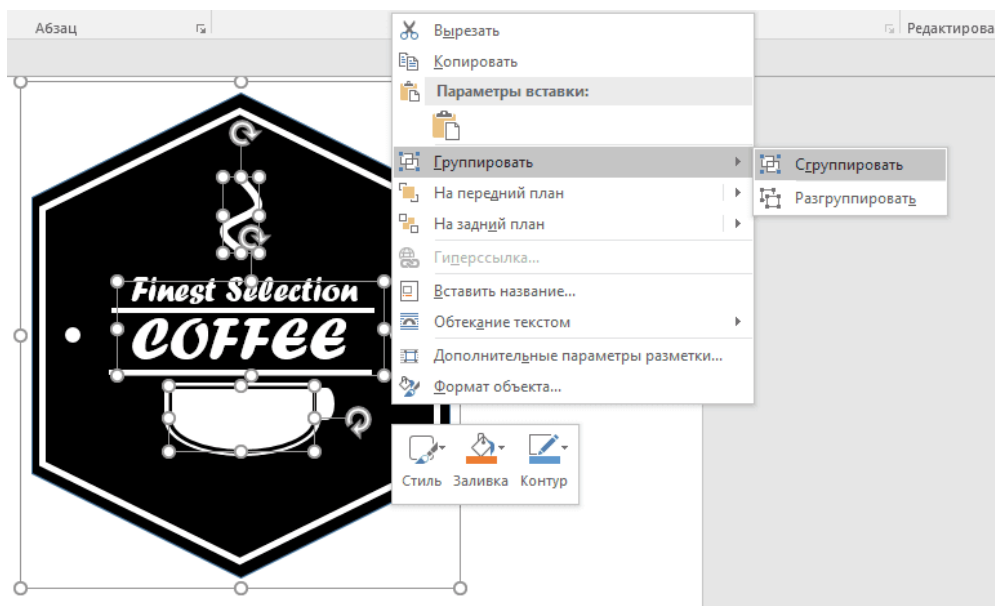 Абзац
Редактирова
Вырезать
Копировать
Параметры вставки:
Группировать
Сгруппировать
На передний план
Разгруппировать
На задний план
Гиперссылка...
Вставить название...
Обтекание текстом
Дополнительные параметры разметки...
Формат объекта...
Стиль Заливка Контур
Finest Selection
COFFEE